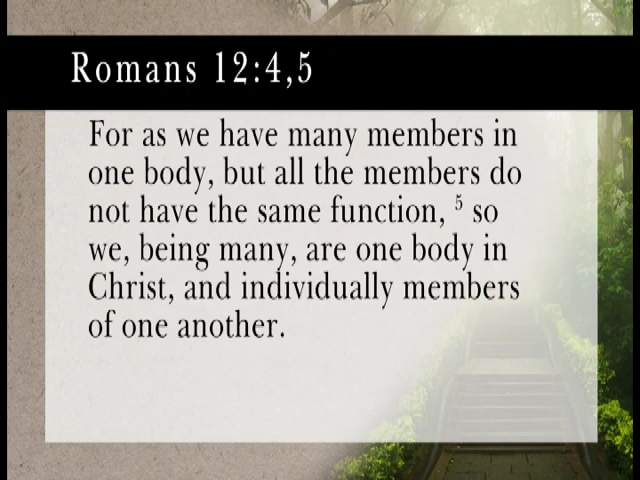 Romans 12:4,5
For as we have many members in
one body, but all the members do
not have the same function, ⁵ so
we, being many, are one body in
Christ, and individually members
of one another.